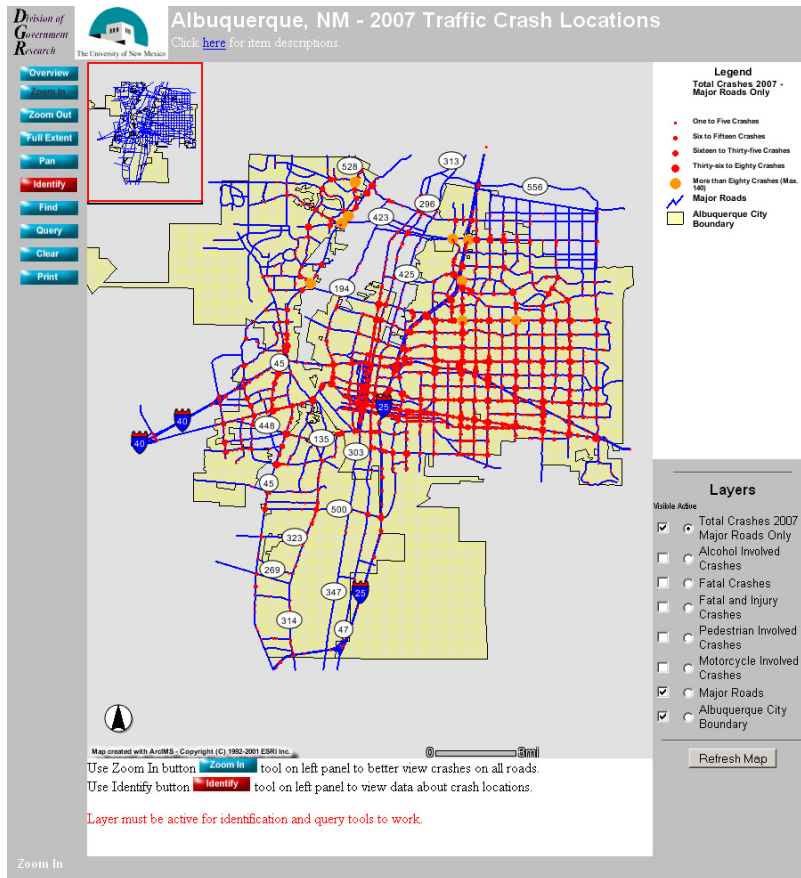 Division of
Government
Research
The University of New Mexico
Albuquerque, NM - 2007 Traffic Crash Locations
Click here for item descriptions.
Overview
Zoom In
Zoom Out
Full Extent
Pan
Identify
Find
Query
Clear
Print
528
313
556
296
423
425
194
45
40
40
25
448
135
303
45
500
323
269
347
25
314
47
Map created with ArcIMS - Copyright (C) 1992-2001 ESRI Inc.
0 8mi
Legend
Total Crashes 2007 -
Major Roads Only
One to Five Crashes
Six to Fifteen Crashes
Sixteen to Thirty-five Crashes
Thirty-six to Eighty Crashes
More than Eighty Crashes (Max.
140)
Major Roads
Albuquerque City
Boundary
Layers
Visible Active
Total Crashes 2007
Major Roads Only
Alcohol Involved
Crashes
Fatal Crashes
Fatal and Injury
Crashes
Pedestrian Involved
Crashes
Motorcycle Involved
Crashes
Major Roads
Albuquerque City
Boundary
Refresh Map
Use Zoom In button Zoom In tool on left panel to better view crashes on all roads.
Use Identify button Identify tool on left panel to view data about crash locations.
Layer must be active for identification and query tools to work.
Zoom In